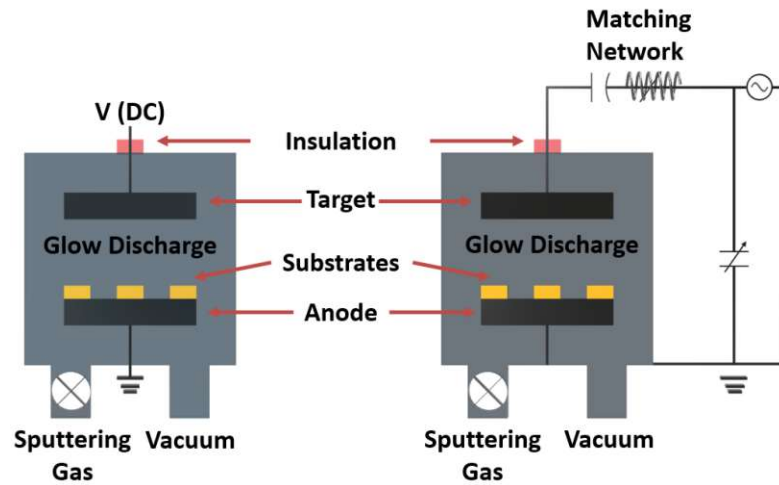 Matching
Network
V (DC)
Insulation
Target
Glow Discharge
Glow Discharge
Substrates
Anode
Sputtering
Gas
Vacuum
Sputtering
Gas
Vacuum